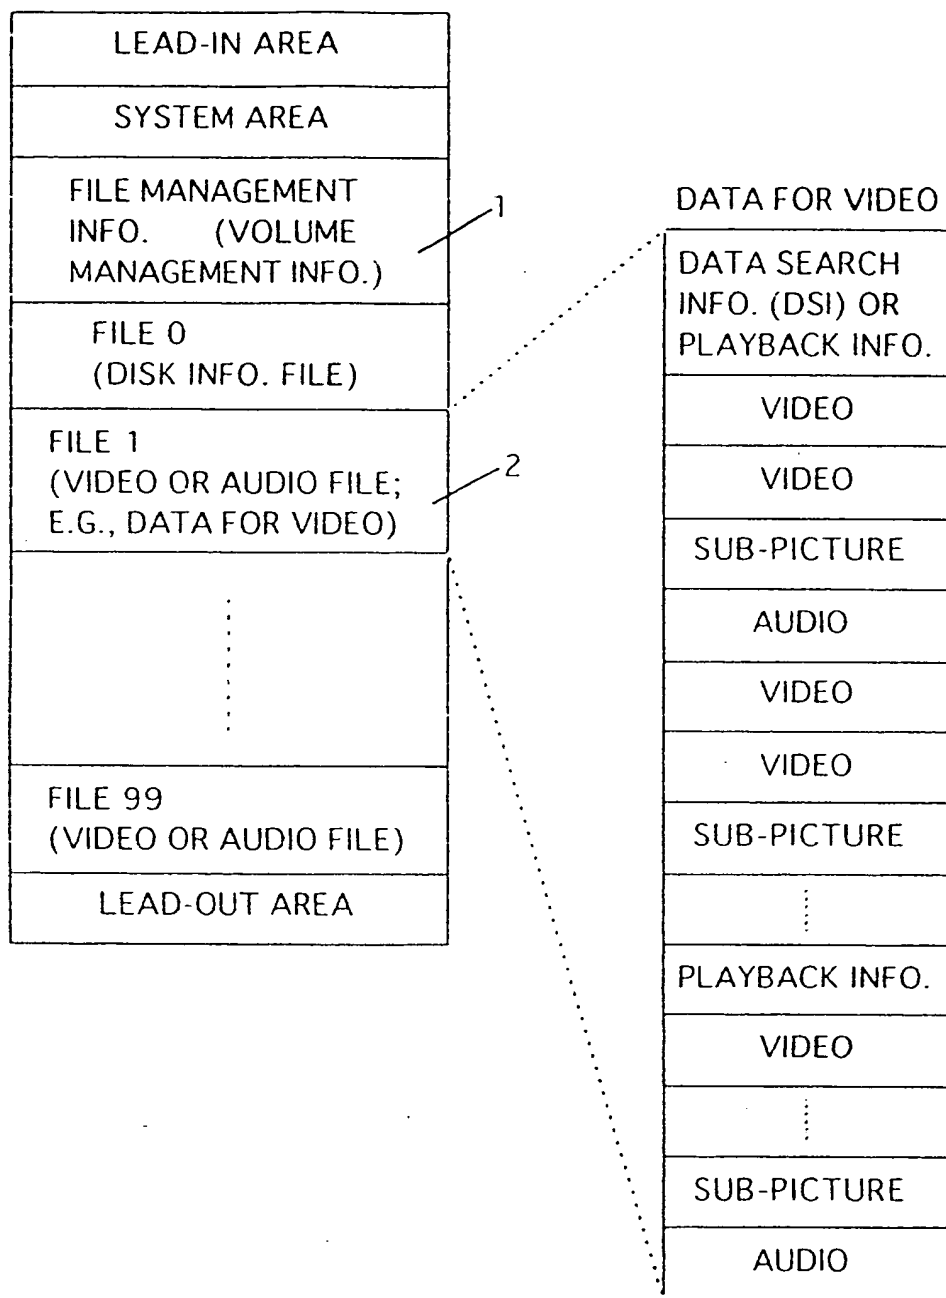 LEAD-IN AREA
SYSTEM AREA
FILE MANAGEMENT
INFO. (VOLUME
MANAGEMENT INFO.)
1
FILE 0
(DISK INFO. FILE)
FILE 1
(VIDEO OR AUDIO FILE;
E.G., DATA FOR VIDEO)
2
FILE 99
(VIDEO OR AUDIO FILE)
LEAD-OUT AREA
DATA FOR VIDEO
DATA SEARCH
INFO. (DSI) OR
PLAYBACK INFO.
VIDEO
VIDEO
SUB-PICTURE
AUDIO
VIDEO
VIDEO
SUB-PICTURE
PLAYBACK INFO.
VIDEO
SUB-PICTURE
AUDIO